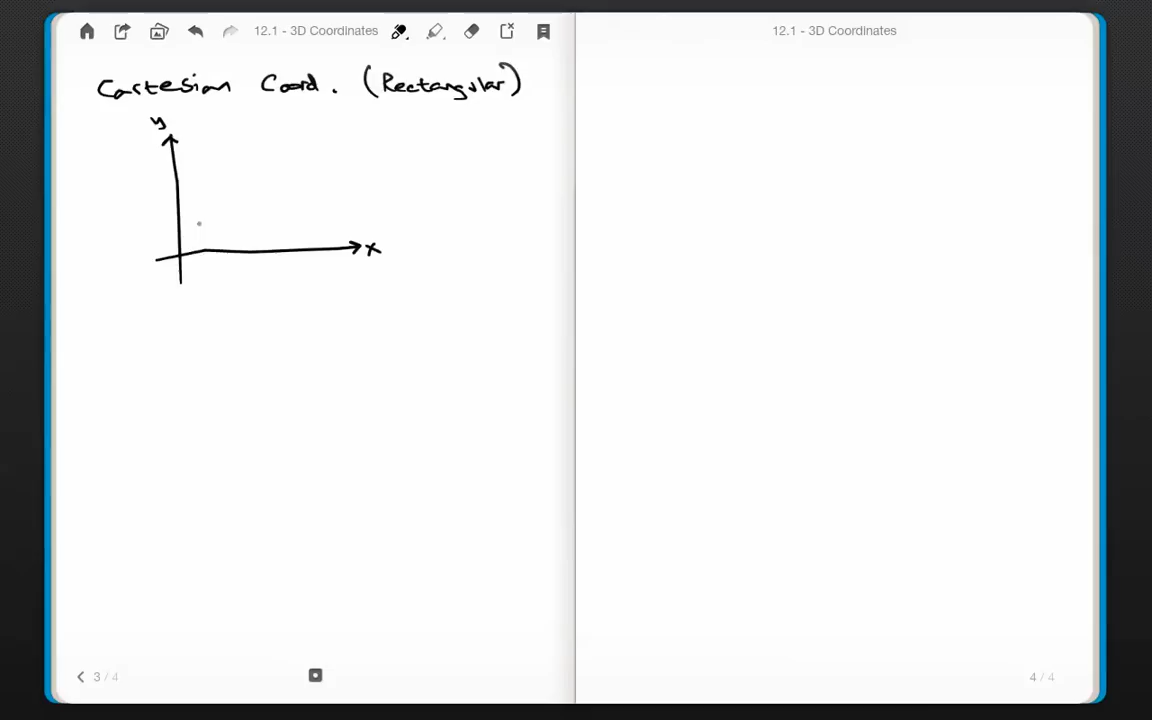 12.1 - 3D Coordinates
Cartesian Coord. (Rectangular)
y
x
3 / 4
12.1 - 3D Coordinates
4 / 4